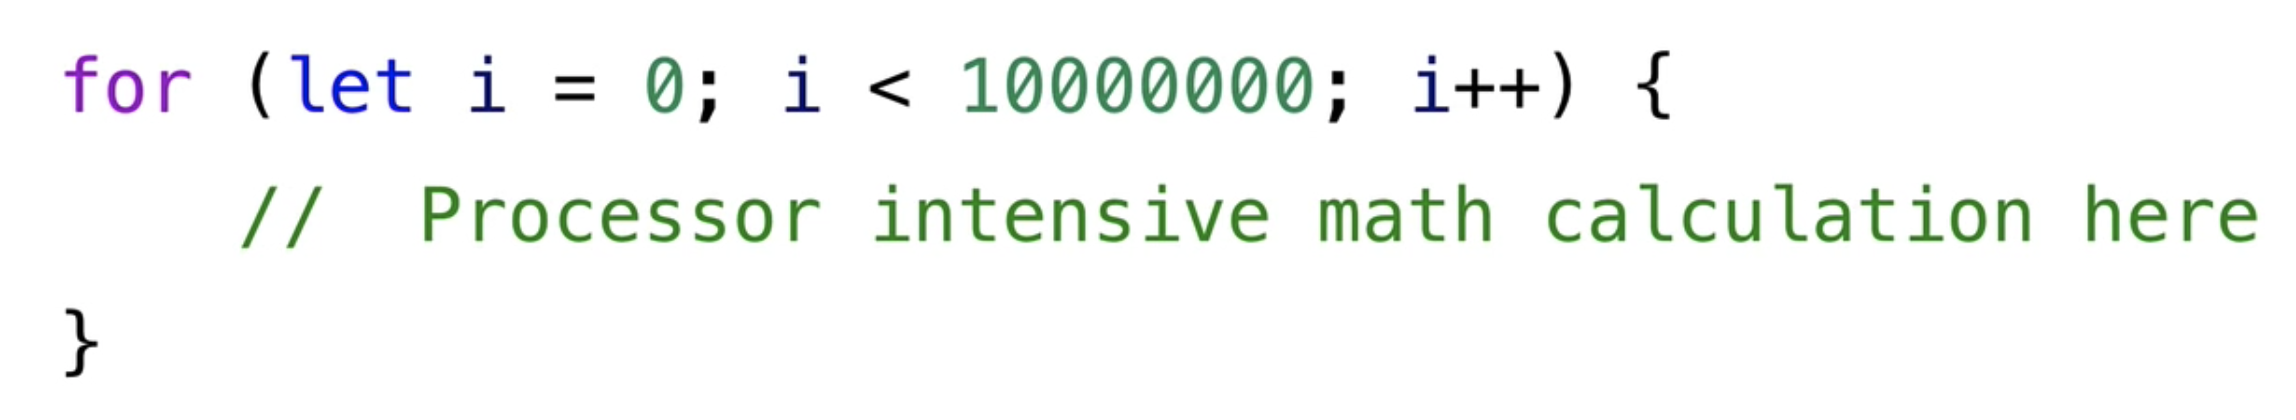 for (let i = 0; i < 10000000; i++) {
    //  Processor intensive math calculation here
}